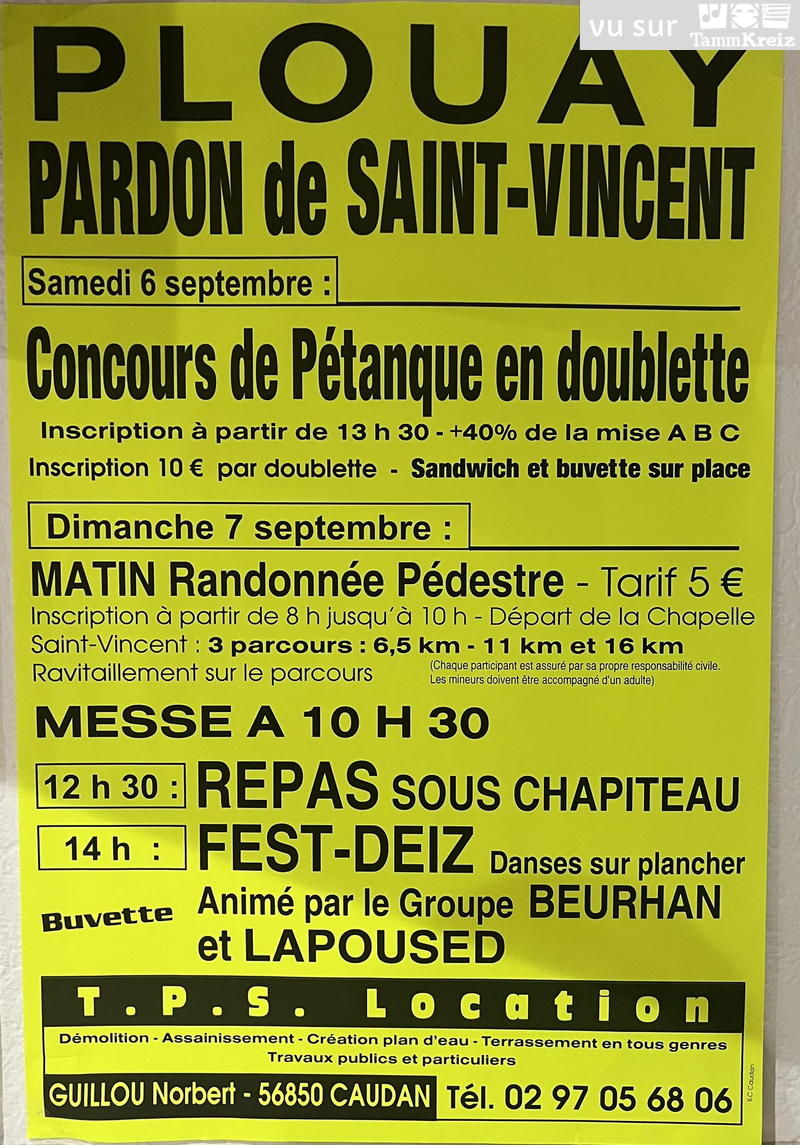 vu sur
TammKreiz
PLOUAY
PARDON de SAINT-VINCENT
Samedi 6 septembre :
Concours de Pétanque en doublette
Inscription à partir de 13 h 30 - +40% de la mise A B C
Inscription 10 € par doublette - Sandwich et buvette sur place
Dimanche 7 septembre :
MATIN Randonnée Pédestre - Tarif 5 €
Inscription à partir de 8 h jusqu'à 10 h - Départ de la Chapelle
Saint-Vincent : 3 parcours : 6,5 km - 11 km et 16 km
Ravitaillement sur le parcours
(Chaque participant est assuré par sa propre responsabilité civile.
Les mineurs doivent être accompagné d'un adulte)
MESSE A 10 H 30
12 h 30 : REPAS SOUS CHAPITEAU
14 h : FEST-DEIZ Danses sur plancher
Buvette
Animé par le Groupe BEURHAN
et LAPOUSED
T.P.S. Location
Démolition - Assainissement - Création plan d'eau - Terrassement en tous genres
Travaux publics et particuliers
GUILLOU Norbert - 56850 CAUDAN Tél. 02 97 05 68 06
ILC Caudan